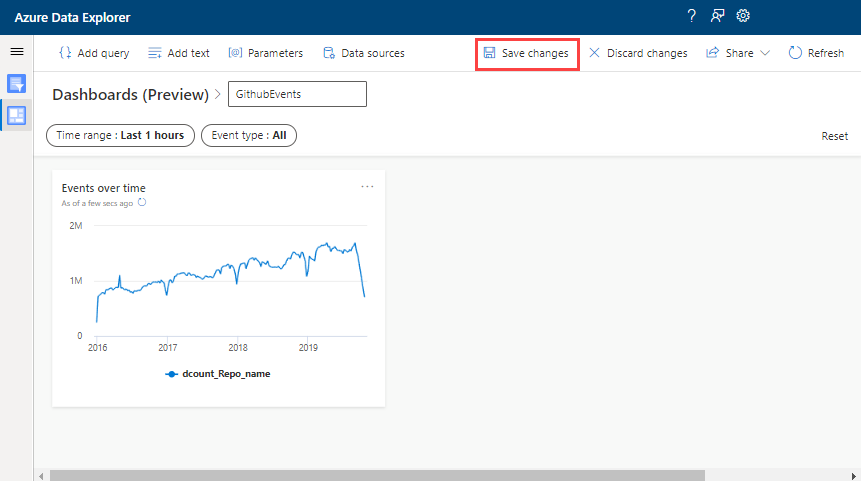 Azure Data Explorer
?
Add query Add text Parameters Data sources Save changes Discard changes Share Refresh
Dashboards (Preview) > GithubEvents
Time range : Last 1 hours Event type : All Reset
Events over time ...
As of a few secs ago
2M
1M
0
2016 2017 2018 2019
dcount_Repo_name